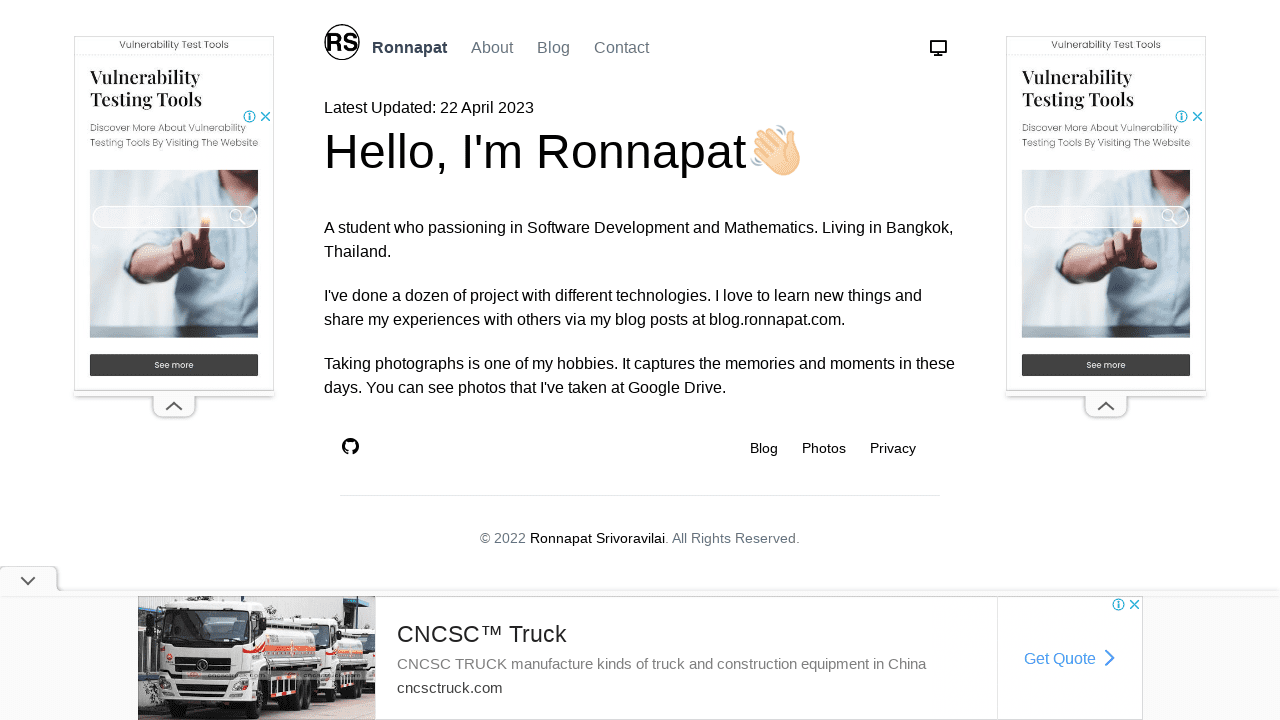 RS
Ronnapat About Blog Contact
Latest Updated: 22 April 2023
Hello, I'm Ronnapat
A student who passioning in Software Development and Mathematics. Living in Bangkok,
Thailand.
I've done a dozen of project with different technologies. I love to learn new things and
share my experiences with others via my blog posts at blog.ronnapat.com.
Taking photographs is one of my hobbies. It captures the memories and moments in these
days. You can see photos that I've taken at Google Drive.
Blog Photos Privacy
© 2022 Ronnapat Srivoravilai. All Rights Reserved.
Vulnerability Test Tools
Vulnerability
Testing Tools
Discover More About Vulnerability
Testing Tools By Visiting The Website
See more
Vulnerability Test Tools
Vulnerability
Testing Tools
Discover More About Vulnerability
Testing Tools By Visiting The Website
See more
CNCSC™ Truck
CNCSC TRUCK manufacture kinds of truck and construction equipment in China
cncsctruck.com
Get Quote